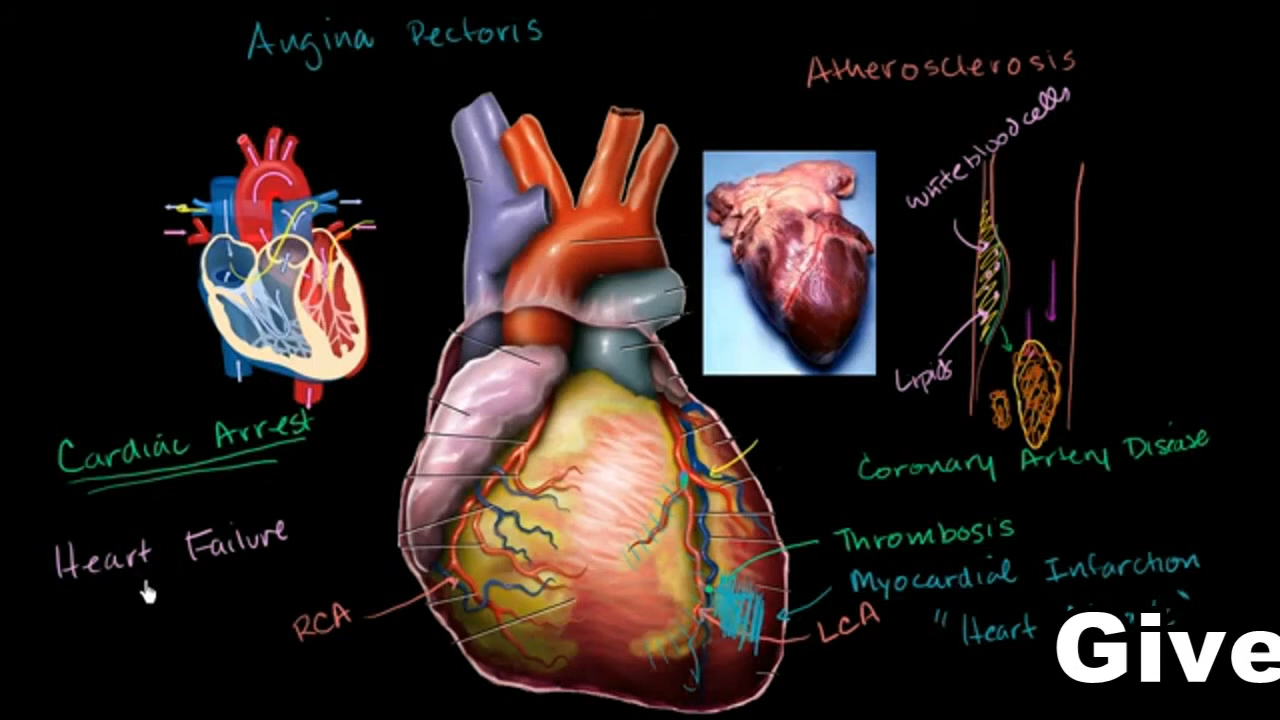 Angina Pectoris
Atherosclerosis
White blood cells
Lipids
Cardiac Arrest
Coronary Artery Disease
Heart Failure
Thrombosis
Myocardial Infarction
RCA
LCA
"Heart
Give